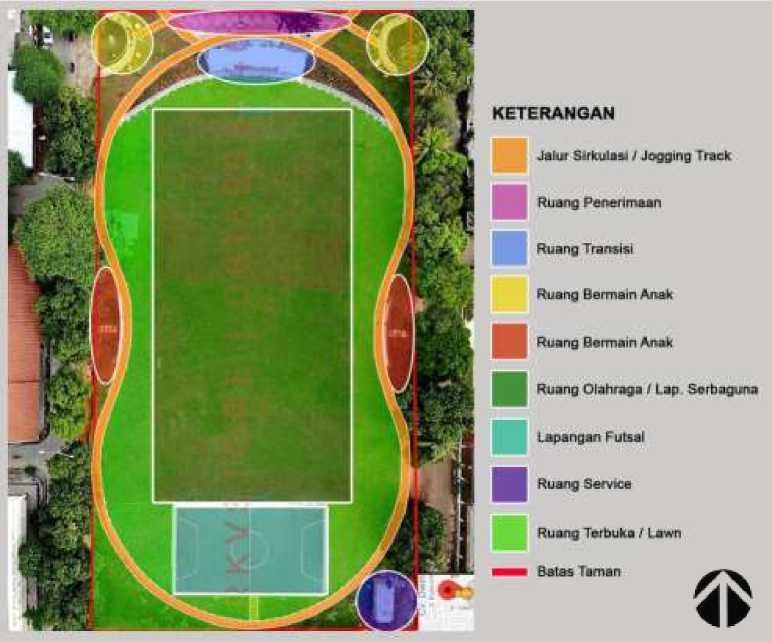 KETERANGAN
Jalur Sirkulasi / Jogging Track
Ruang Penerimaan
Ruang Transisi
Ruang Bermain Anak
Ruang Bermain Anak
Ruang Olahraga / Lap. Serbaguna
Lapangan Futsal
Ruang Service
Ruang Terbuka / Lawn
Batas Taman